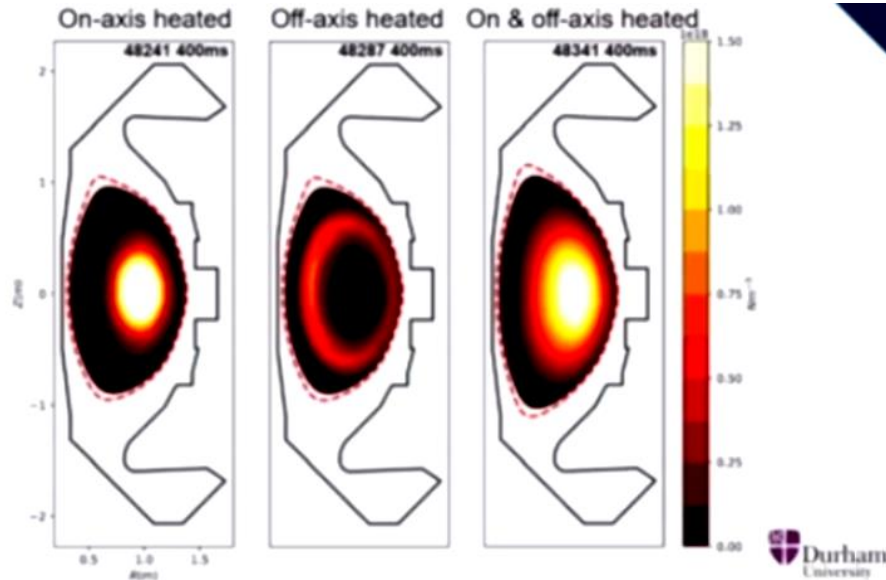 On-axis heated
48241 400ms
Off-axis heated
48287 400ms
On & off-axis heated
48341 400ms
1e18
1.50
1.25
1.00
0.75
0.50
0.25
0.00
2
1
0
−1
−2
0.5
1.0
1.5
Durham
University